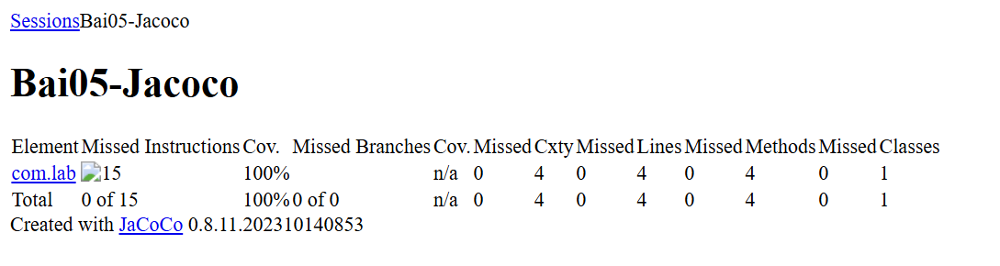 SessionsBai05-Jacoco
Bai05-Jacoco
Element Missed Instructions Cov. Missed Branches Cov. Missed Cxty Missed Lines Missed Methods Missed Classes
com.lab 15 100% n/a 0 4 0 4 0 4 0 1
Total 0 of 15 100% 0 of 0 n/a 0 4 0 4 0 4 0 1
Created with JaCoCo 0.8.11.202310140853